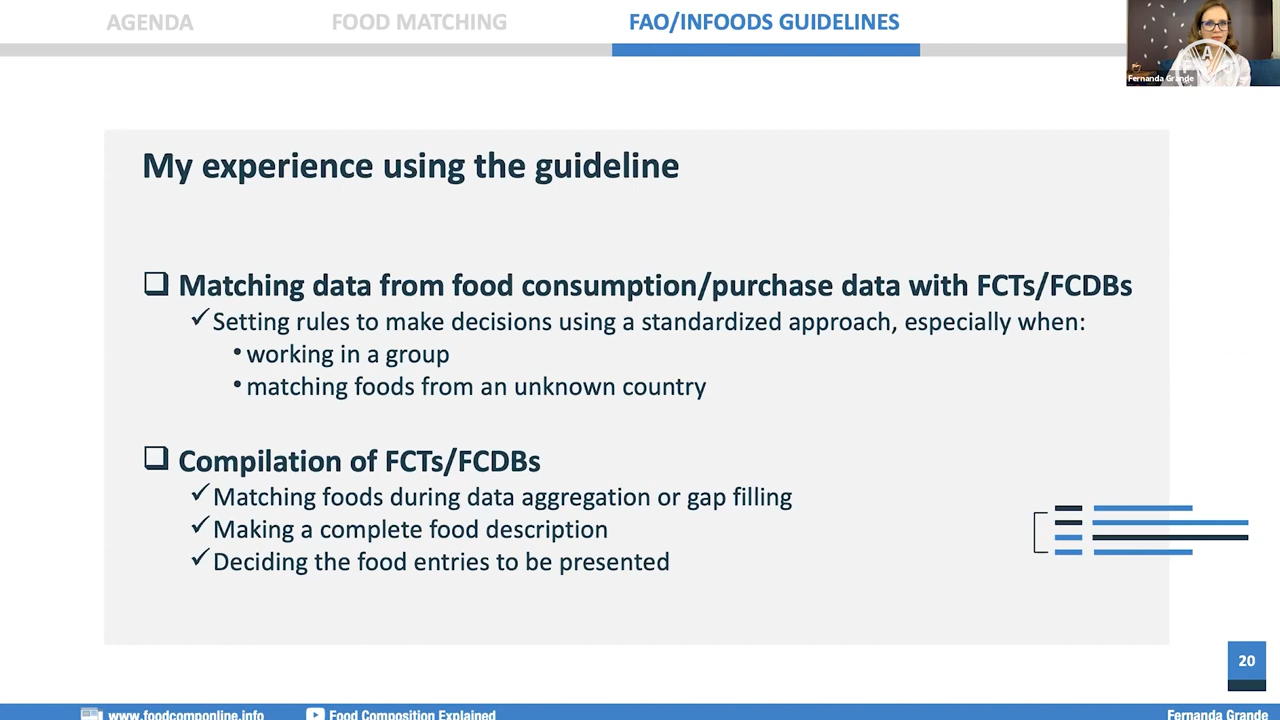 AGENDA
FOOD MATCHING
FAO/INFOODS GUIDELINES
Fernanda Grande
My experience using the guideline
Matching data from food consumption/purchase data with FCTs/FCDBs
Setting rules to make decisions using a standardized approach, especially when:
working in a group
matching foods from an unknown country
Compilation of FCTs/FCDBs
Matching foods during data aggregation or gap filling
Making a complete food description
Deciding the food entries to be presented
20
www.foodcomponline.info
Food Composition Explained
Fernanda Grande